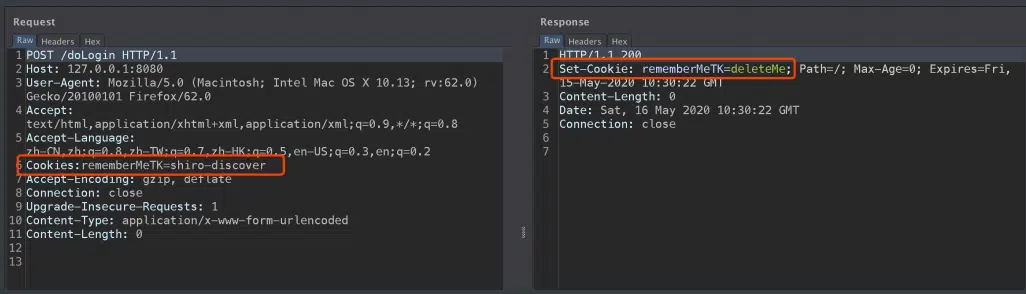 Request
Raw Headers Hex
1 POST /doLogin HTTP/1.1
2 Host: 127.0.0.1:8080
3 User-Agent: Mozilla/5.0 (Macintosh; Intel Mac OS X 10.13; rv:62.0)
Gecko/20100101 Firefox/62.0
4 Accept:
text/html,application/xhtml+xml,application/xml;q=0.9,*/*;q=0.8
5 Accept-Language:
zh-CN,zh;q=0.8,zh-TW;q=0.7,zh-HK;q=0.5,en-US;q=0.3,en;q=0.2
6 Cookies:rememberMeTK=shiro-discover
7 Accept-Encoding: gzip, deflate
8 Connection: close
9 Upgrade-Insecure-Requests: 1
10 Content-Type: application/x-www-form-urlencoded
11 Content-Length: 0
12
13
Response
Raw Headers Hex
1 HTTP/1.1 200
2 Set-Cookie: rememberMeTK=deleteMe; Path=/; Max-Age=0; Expires=Fri,
15-May-2020 10:30:22 GMT
3 Content-Length: 0
4 Date: Sat, 16 May 2020 10:30:22 GMT
5 Connection: close
6
7